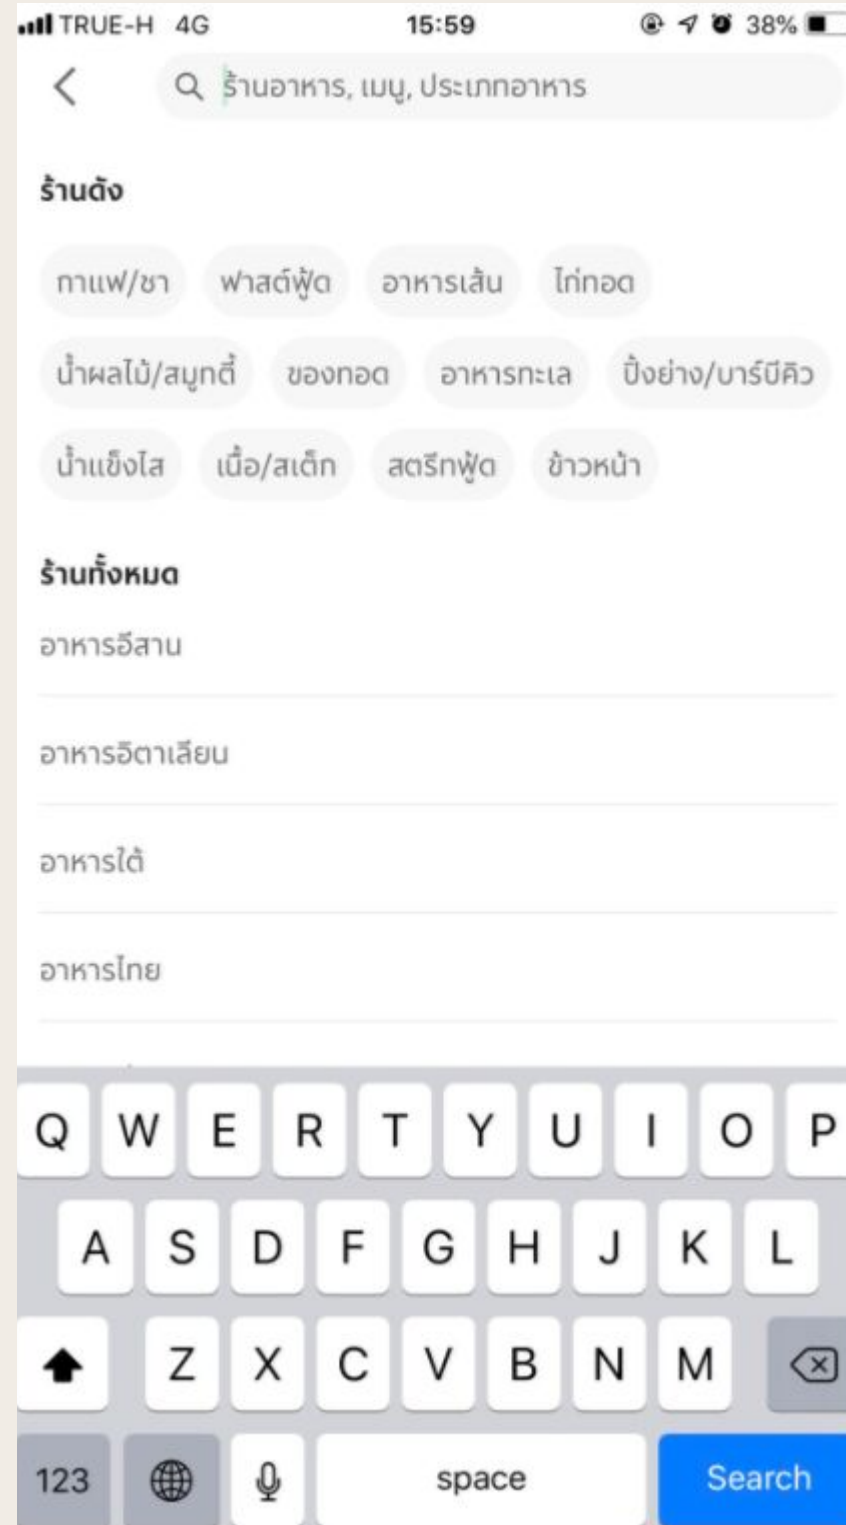 TRUE-H 4G 15:59 38%
ร้านอาหาร, เมนู, ประเภทอาหาร
ร้านดัง
กาแฟ/ชา ฟาสต์ฟู้ด อาหารเส้น ไก่ทอด
น้ำผลไม้/สมูทตี้ ของทอด อาหารทะเล ปิ้งย่าง/บาร์บีคิว
น้ำแข็งไส เนื้อ/สเต็ก สตรีทฟู้ด ข้าวหน้า
ร้านทั้งหมด
อาหารอีสาน
อาหารอิตาเลียน
อาหารใต้
อาหารไทย
Q W E R T Y U I O P
A S D F G H J K L
Z X C V B N M
123 space Search